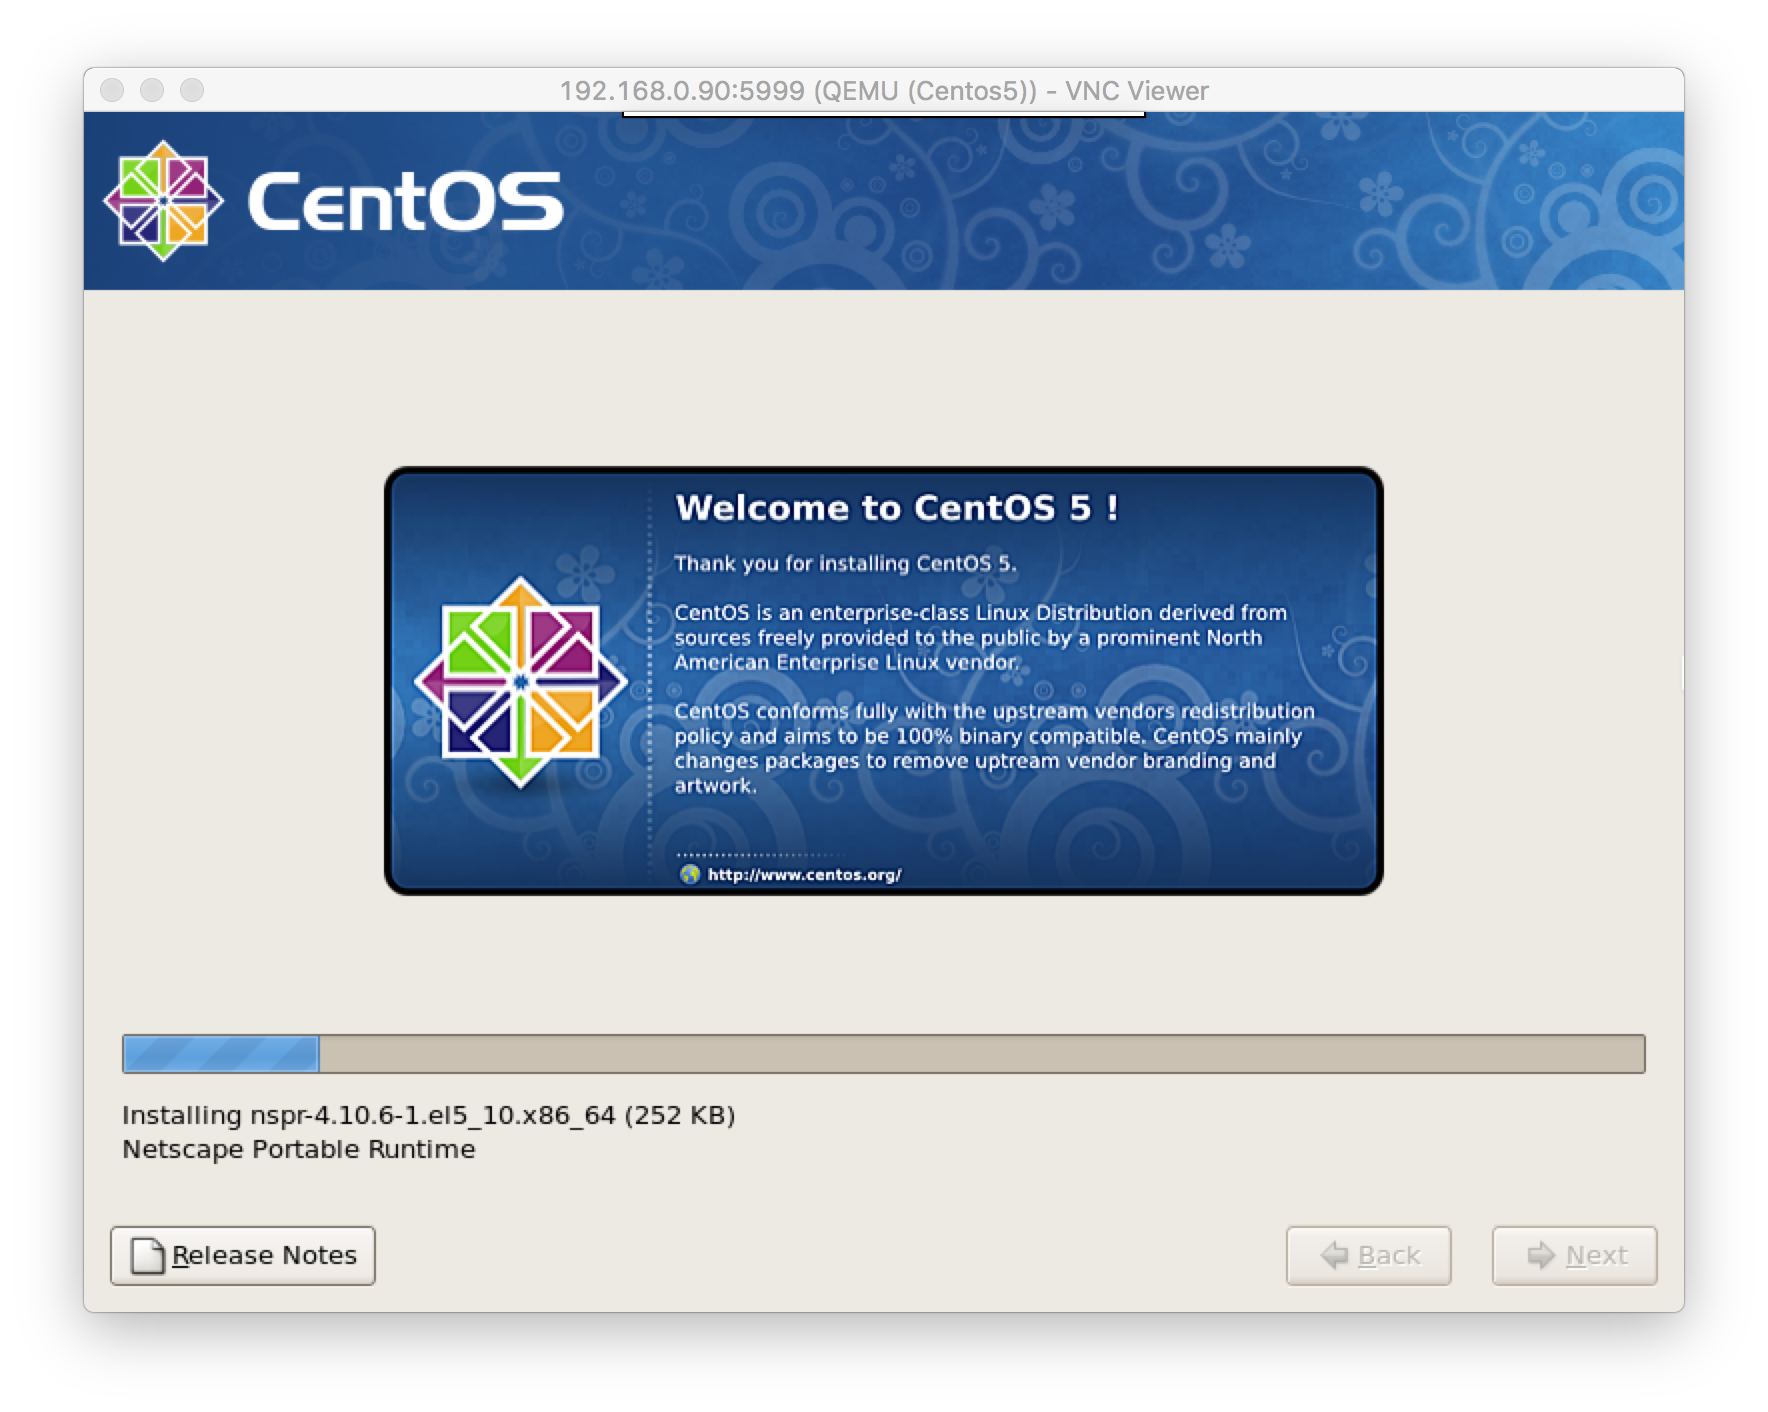 192.168.0.90:5999 (QEMU (Centos5)) - VNC Viewer
CentOS
Welcome to CentOS 5 !
Thank you for installing CentOS 5.
CentOS is an enterprise-class Linux Distribution derived from
sources freely provided to the public by a prominent North
American Enterprise Linux vendor.
CentOS conforms fully with the upstream vendors redistribution
policy and aims to be 100% binary compatible. CentOS mainly
changes packages to remove uptream vendor branding and
artwork.
http://www.centos.org/
Installing nspr-4.10.6-1.el5_10.x86_64 (252 KB)
Netscape Portable Runtime
Release Notes
Back
Next